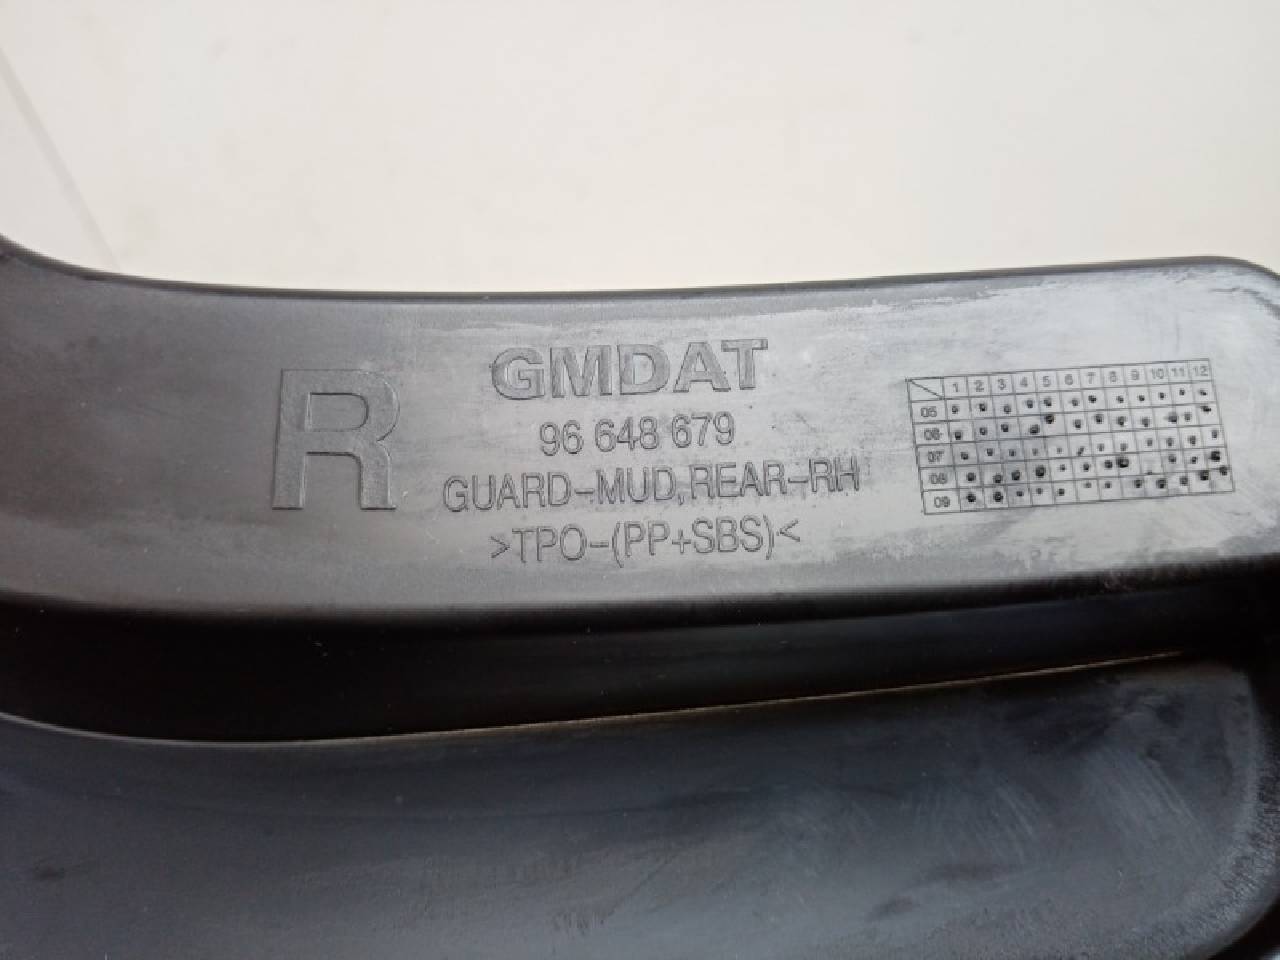 R
GMDAT
96 648 679
GUARD-MUD,REAR-RH
>TPO-(PP+SBS)<
1 2 3 4 5 6 7 8 9 10 11 12
05
06
07
08
09